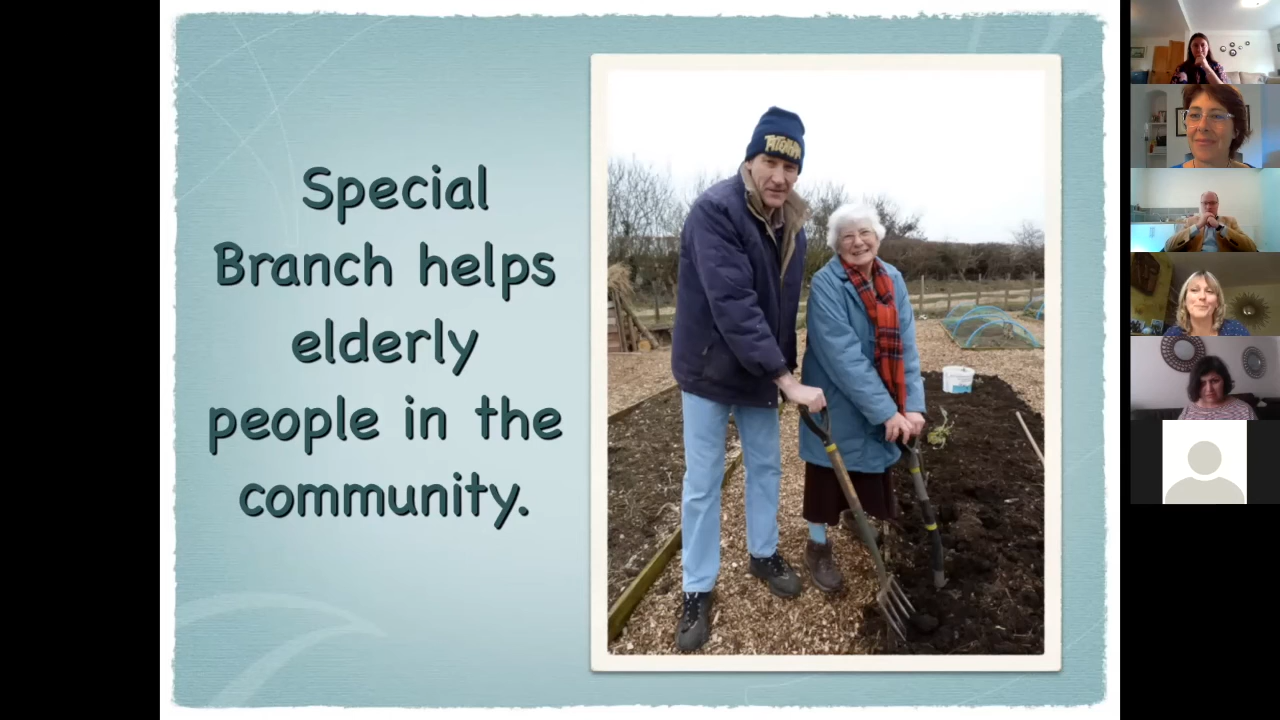 Special
Branch helps
elderly
people in the
community.